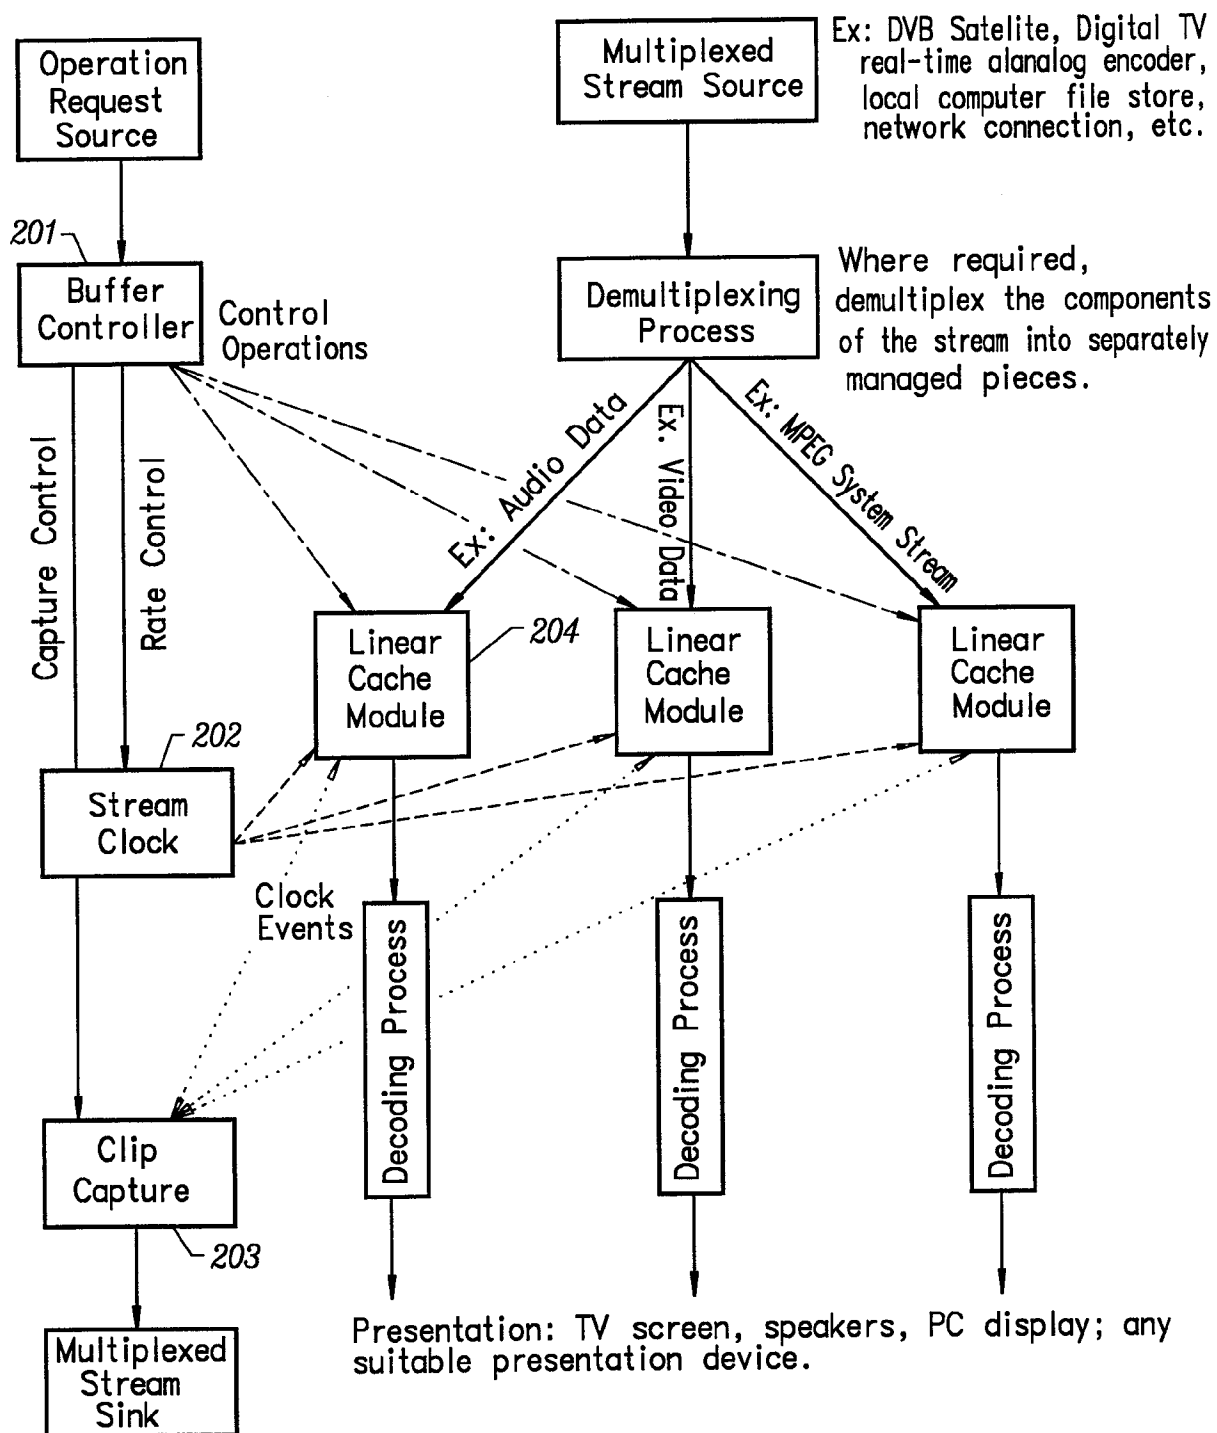 Operation
Request
Source
Multiplexed
Stream Source
Ex: DVB Satelite, Digital TV
real-time alanalog encoder,
local computer file store,
network connection, etc.
201
Buffer
Controller
Control
Operations
Demultiplexing
Process
Where required,
demultiplex the components
of the stream into separately
managed pieces.
Capture Control
Rate Control
Ex: Audio Data
Ex. Video Data
Ex: MPEG System Stream
Linear
Cache
Module
204
Linear
Cache
Module
Linear
Cache
Module
202
Stream
Clock
Clock
Events
Decoding Process
Decoding Process
Decoding Process
Clip
Capture
203
Multiplexed
Stream
Sink
Presentation: TV screen, speakers, PC display; any
suitable presentation device.